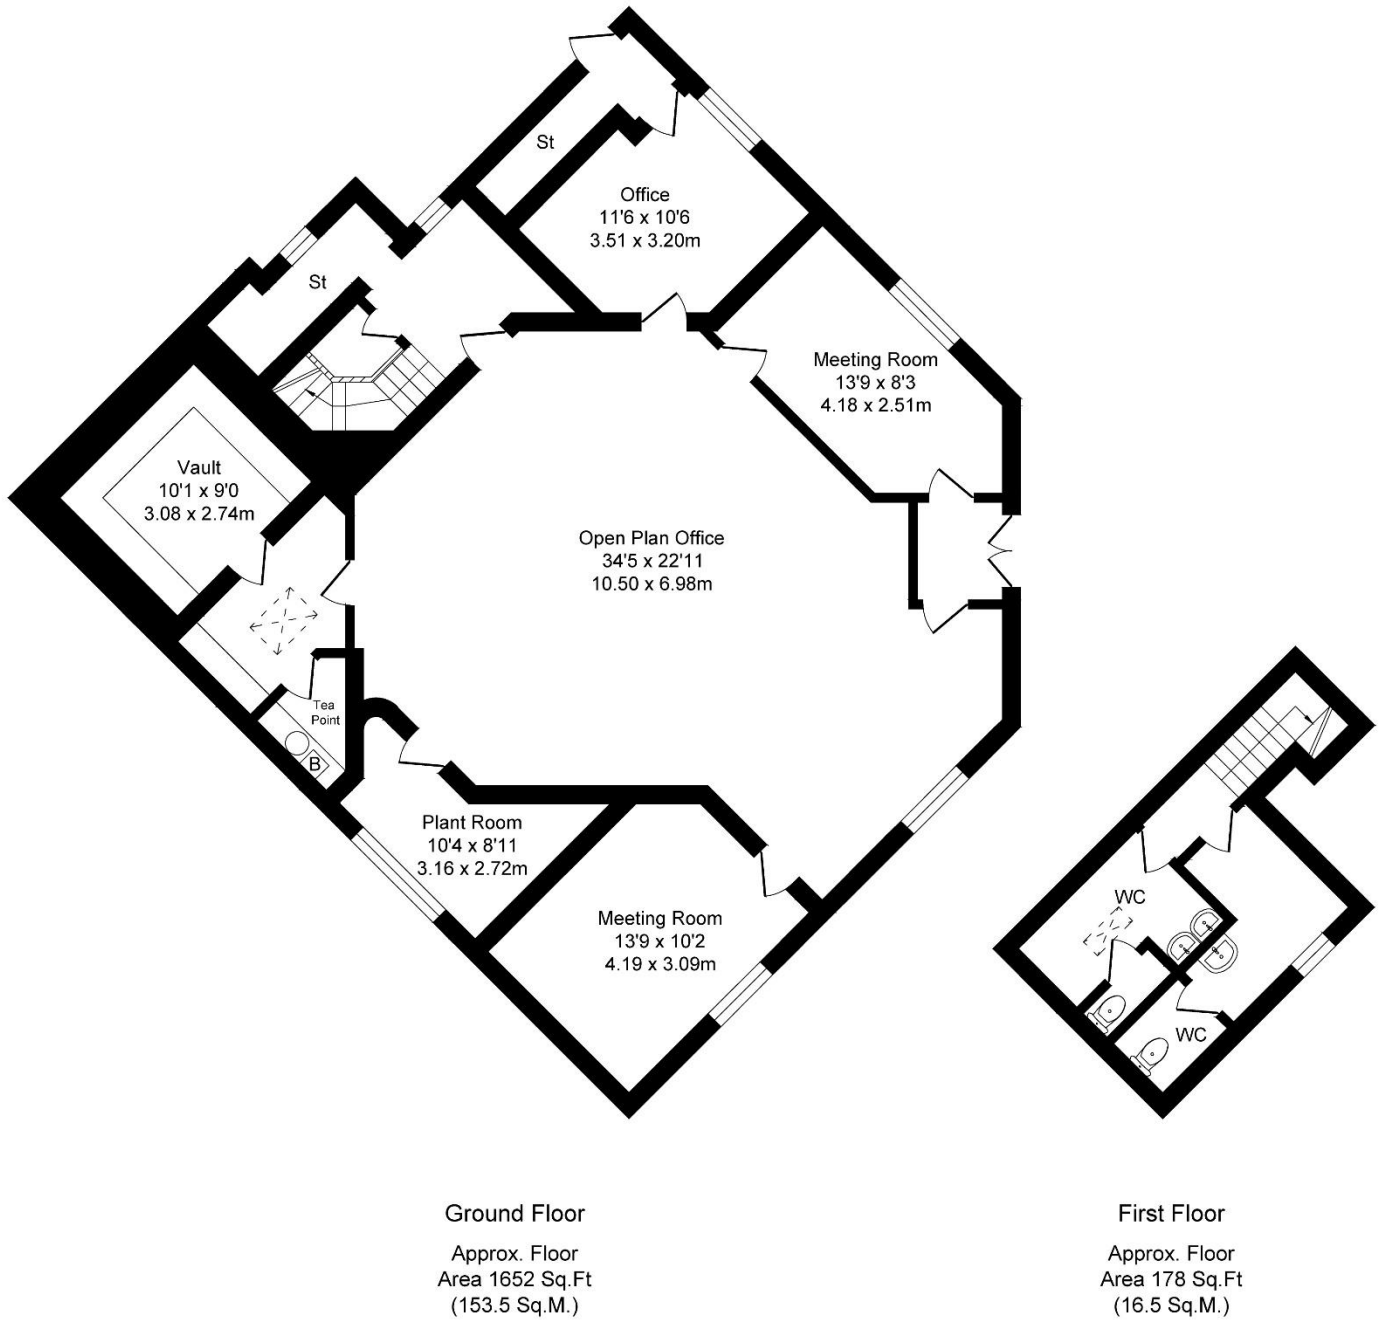 St
Office
11'6 x 10'6
3.51 x 3.20m
St
Meeting Room
13'9 x 8'3
4.18 x 2.51m
Vault
10'1 x 9'0
3.08 x 2.74m
Open Plan Office
34'5 x 22'11
10.50 x 6.98m
Tea
Point
B
Plant Room
10'4 x 8'11
3.16 x 2.72m
Meeting Room
13'9 x 10'2
4.19 x 3.09m
WC
WC
Ground Floor
Approx. Floor
Area 1652 Sq.Ft
(153.5 Sq.M.)
First Floor
Approx. Floor
Area 178 Sq.Ft
(16.5 Sq.M.)